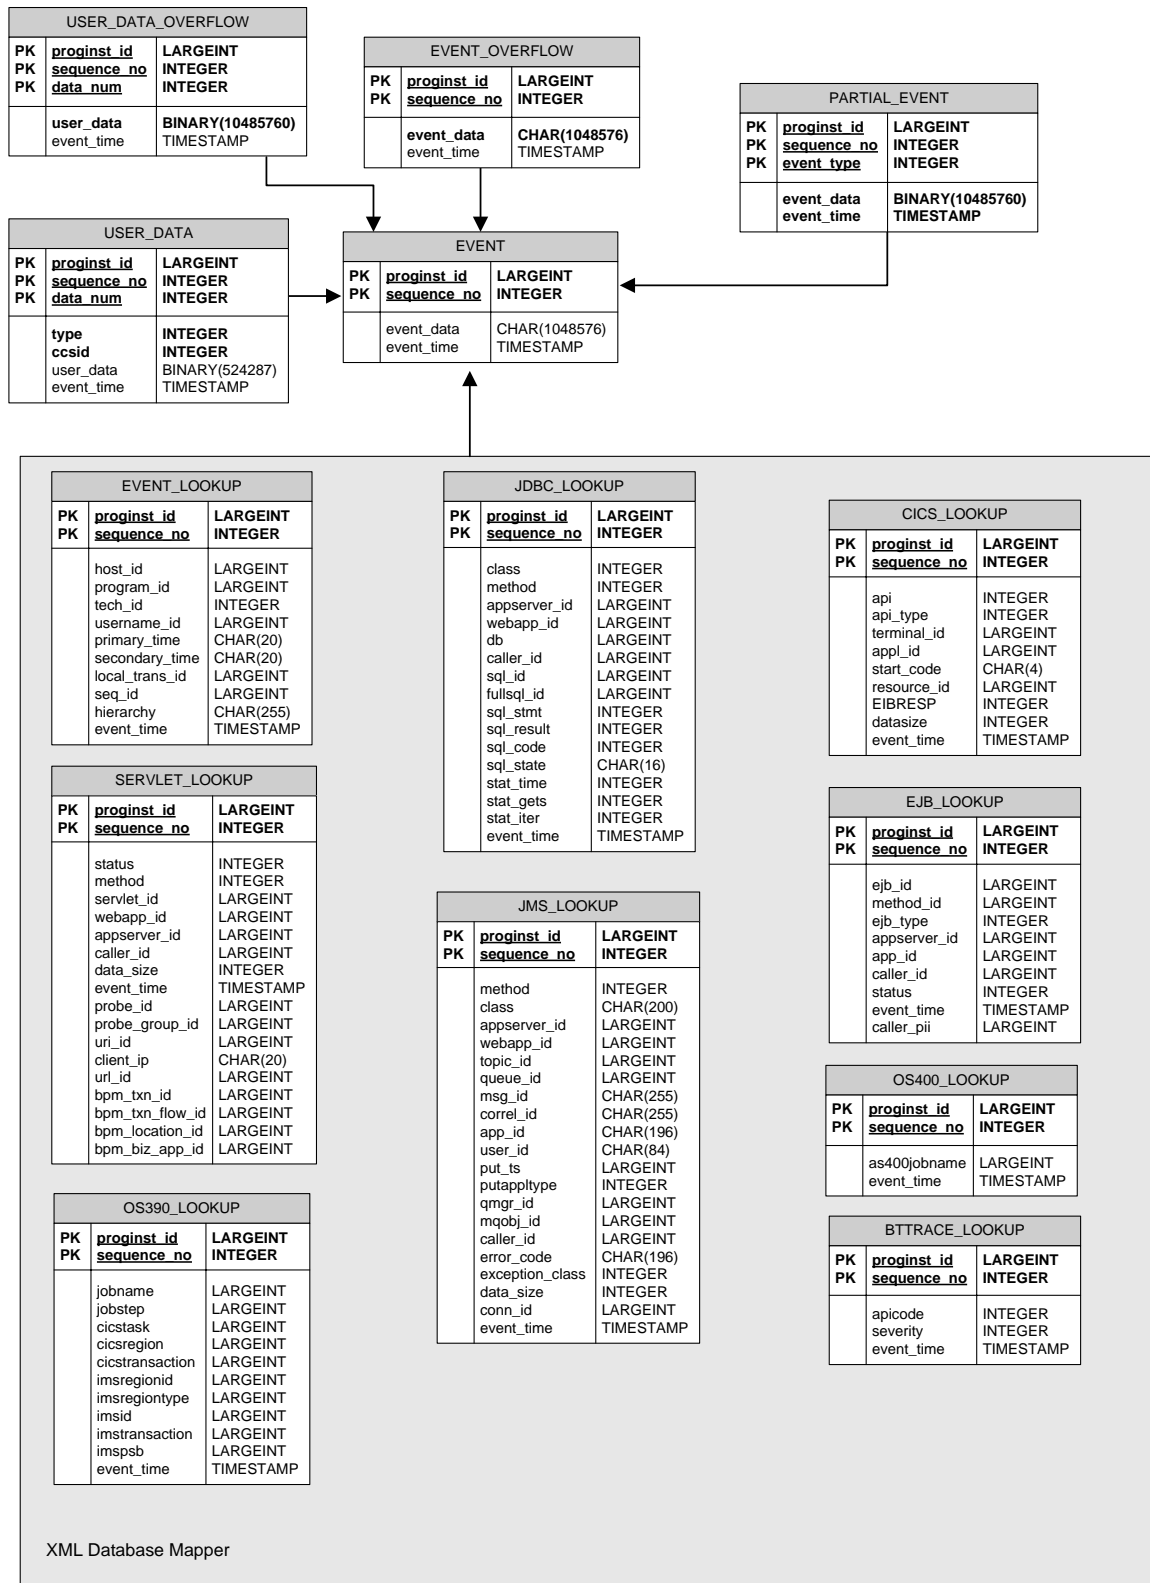 USER_DATA_OVERFLOW
PK proginst_id LARGEINT
PK sequence_no INTEGER
PK data_num INTEGER
user_data BINARY(10485760)
event_time TIMESTAMP
EVENT_OVERFLOW
PK proginst_id LARGEINT
PK sequence_no INTEGER
event_data CHAR(1048576)
event_time TIMESTAMP
PARTIAL_EVENT
PK proginst_id LARGEINT
PK sequence_no INTEGER
PK event_type INTEGER
event_data BINARY(10485760)
event_time TIMESTAMP
USER_DATA
PK proginst_id LARGEINT
PK sequence_no INTEGER
PK data_num INTEGER
type INTEGER
ccsid INTEGER
user_data BINARY(524287)
event_time TIMESTAMP
EVENT
PK proginst_id LARGEINT
PK sequence_no INTEGER
event_data CHAR(1048576)
event_time TIMESTAMP
EVENT_LOOKUP
PK proginst_id LARGEINT
PK sequence_no INTEGER
host_id LARGEINT
program_id LARGEINT
tech_id INTEGER
username_id LARGEINT
primary_time CHAR(20)
secondary_time CHAR(20)
local_trans_id LARGEINT
seq_id LARGEINT
hierarchy CHAR(255)
event_time TIMESTAMP
SERVLET_LOOKUP
PK proginst_id LARGEINT
PK sequence_no INTEGER
status INTEGER
method INTEGER
servlet_id LARGEINT
webapp_id LARGEINT
appserver_id LARGEINT
caller_id LARGEINT
data_size INTEGER
event_time TIMESTAMP
probe_id LARGEINT
probe_group_id LARGEINT
uri_id LARGEINT
client_ip CHAR(20)
url_id LARGEINT
bpm_txn_id LARGEINT
bpm_txn_flow_id LARGEINT
bpm_location_id LARGEINT
bpm_biz_app_id LARGEINT
OS390_LOOKUP
PK proginst_id LARGEINT
PK sequence_no INTEGER
jobname LARGEINT
jobstep LARGEINT
cicstask LARGEINT
cicsregion LARGEINT
cicstransaction LARGEINT
imsregionid LARGEINT
imsregiontype LARGEINT
imsid LARGEINT
imstransaction LARGEINT
imspsb LARGEINT
event_time TIMESTAMP
JDBC_LOOKUP
PK proginst_id LARGEINT
PK sequence_no INTEGER
class INTEGER
method INTEGER
appserver_id LARGEINT
webapp_id LARGEINT
db LARGEINT
caller_id LARGEINT
sql_id LARGEINT
fullsql_id LARGEINT
sql_stmt INTEGER
sql_result INTEGER
sql_code INTEGER
sql_state CHAR(16)
stat_time INTEGER
stat_gets INTEGER
stat_iter INTEGER
event_time TIMESTAMP
JMS_LOOKUP
PK proginst_id LARGEINT
PK sequence_no INTEGER
method INTEGER
class CHAR(200)
appserver_id LARGEINT
webapp_id LARGEINT
topic_id LARGEINT
queue_id LARGEINT
msg_id CHAR(255)
correl_id CHAR(255)
app_id CHAR(196)
user_id CHAR(84)
put_ts LARGEINT
putappltype INTEGER
qmgr_id LARGEINT
mqobj_id LARGEINT
caller_id LARGEINT
error_code CHAR(196)
exception_class INTEGER
data_size INTEGER
conn_id LARGEINT
event_time TIMESTAMP
CICS_LOOKUP
PK proginst_id LARGEINT
PK sequence_no INTEGER
api INTEGER
api_type INTEGER
terminal_id LARGEINT
appl_id LARGEINT
start_code CHAR(4)
resource_id LARGEINT
EIBRESP INTEGER
datasize INTEGER
event_time TIMESTAMP
EJB_LOOKUP
PK proginst_id LARGEINT
PK sequence_no INTEGER
ejb_id LARGEINT
method_id LARGEINT
ejb_type INTEGER
appserver_id LARGEINT
app_id LARGEINT
caller_id LARGEINT
status INTEGER
event_time TIMESTAMP
caller_pii LARGEINT
OS400_LOOKUP
PK proginst_id LARGEINT
PK sequence_no INTEGER
as400jobname LARGEINT
event_time TIMESTAMP
BTTRACE_LOOKUP
PK proginst_id LARGEINT
PK sequence_no INTEGER
apicode INTEGER
severity INTEGER
event_time TIMESTAMP
XML Database Mapper